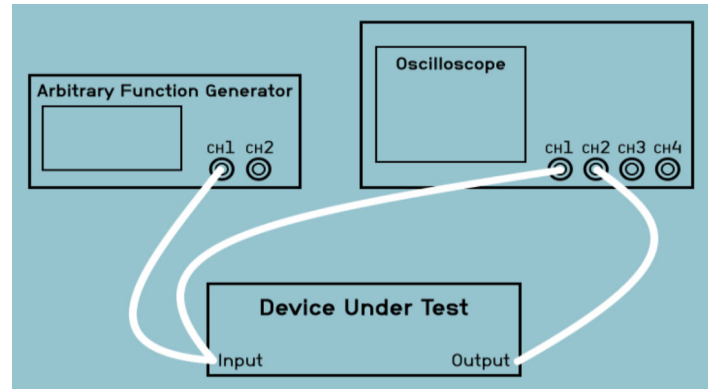 Oscilloscope
Arbitrary Function Generator
CH1 CH2
CH1 CH2 CH3 CH4
Device Under Test
Input
Output